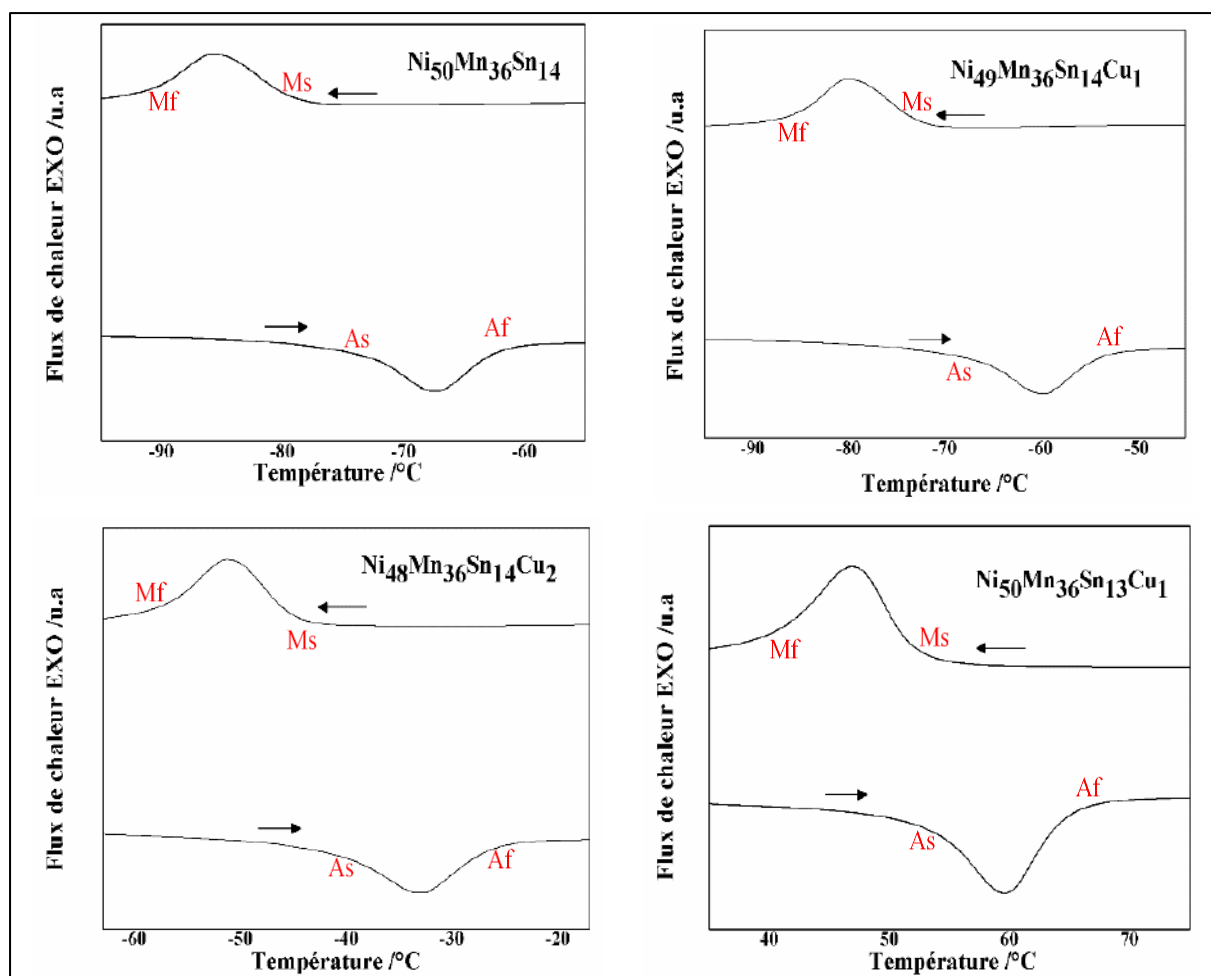 Ni50Mn36Sn14
Ms
Mf
As
Af
Flux de chaleur EXO /u.a
-90 -80 -70 -60
Température /°C
Ni49Mn36Sn14Cu1
Ms
Mf
Af
As
Flux de chaleur EXO /u.a
-90 -80 -70 -60 -50
Température /°C
Ni48Mn36Sn14Cu2
Mf
Ms
As
Af
Flux de chaleur EXO /u.a
-60 -50 -40 -30 -20
Température /°C
Ni50Mn36Sn13Cu1
Ms
Mf
Af
As
Flux de chaleur EXO /u.a
40 50 60 70
Température /°C